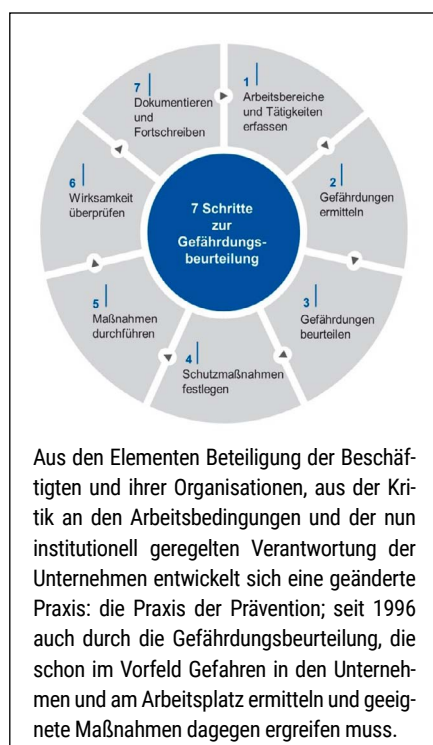 7 Schritte
zur
Gefährdungs-
beurteilung
1
Arbeitsbereiche
und Tätigkeiten
erfassen
2
Gefährdungen
ermitteln
3
Gefährdungen
beurteilen
4
Schutzmaßnahmen
festlegen
5
Maßnahmen
durchführen
6
Wirksamkeit
überprüfen
7
Dokumentieren
und
Fortschreiben
Aus den Elementen Beteiligung der Beschäf-
tigten und ihrer Organisationen, aus der Kri-
tik an den Arbeitsbedingungen und der nun
institutionell geregelten Verantwortung der
Unternehmen entwickelt sich eine geänderte
Praxis: die Praxis der Prävention; seit 1996
auch durch die Gefährdungsbeurteilung, die
schon im Vorfeld Gefahren in den Unterneh-
men und am Arbeitsplatz ermitteln und geeig-
nete Maßnahmen dagegen ergreifen muss.